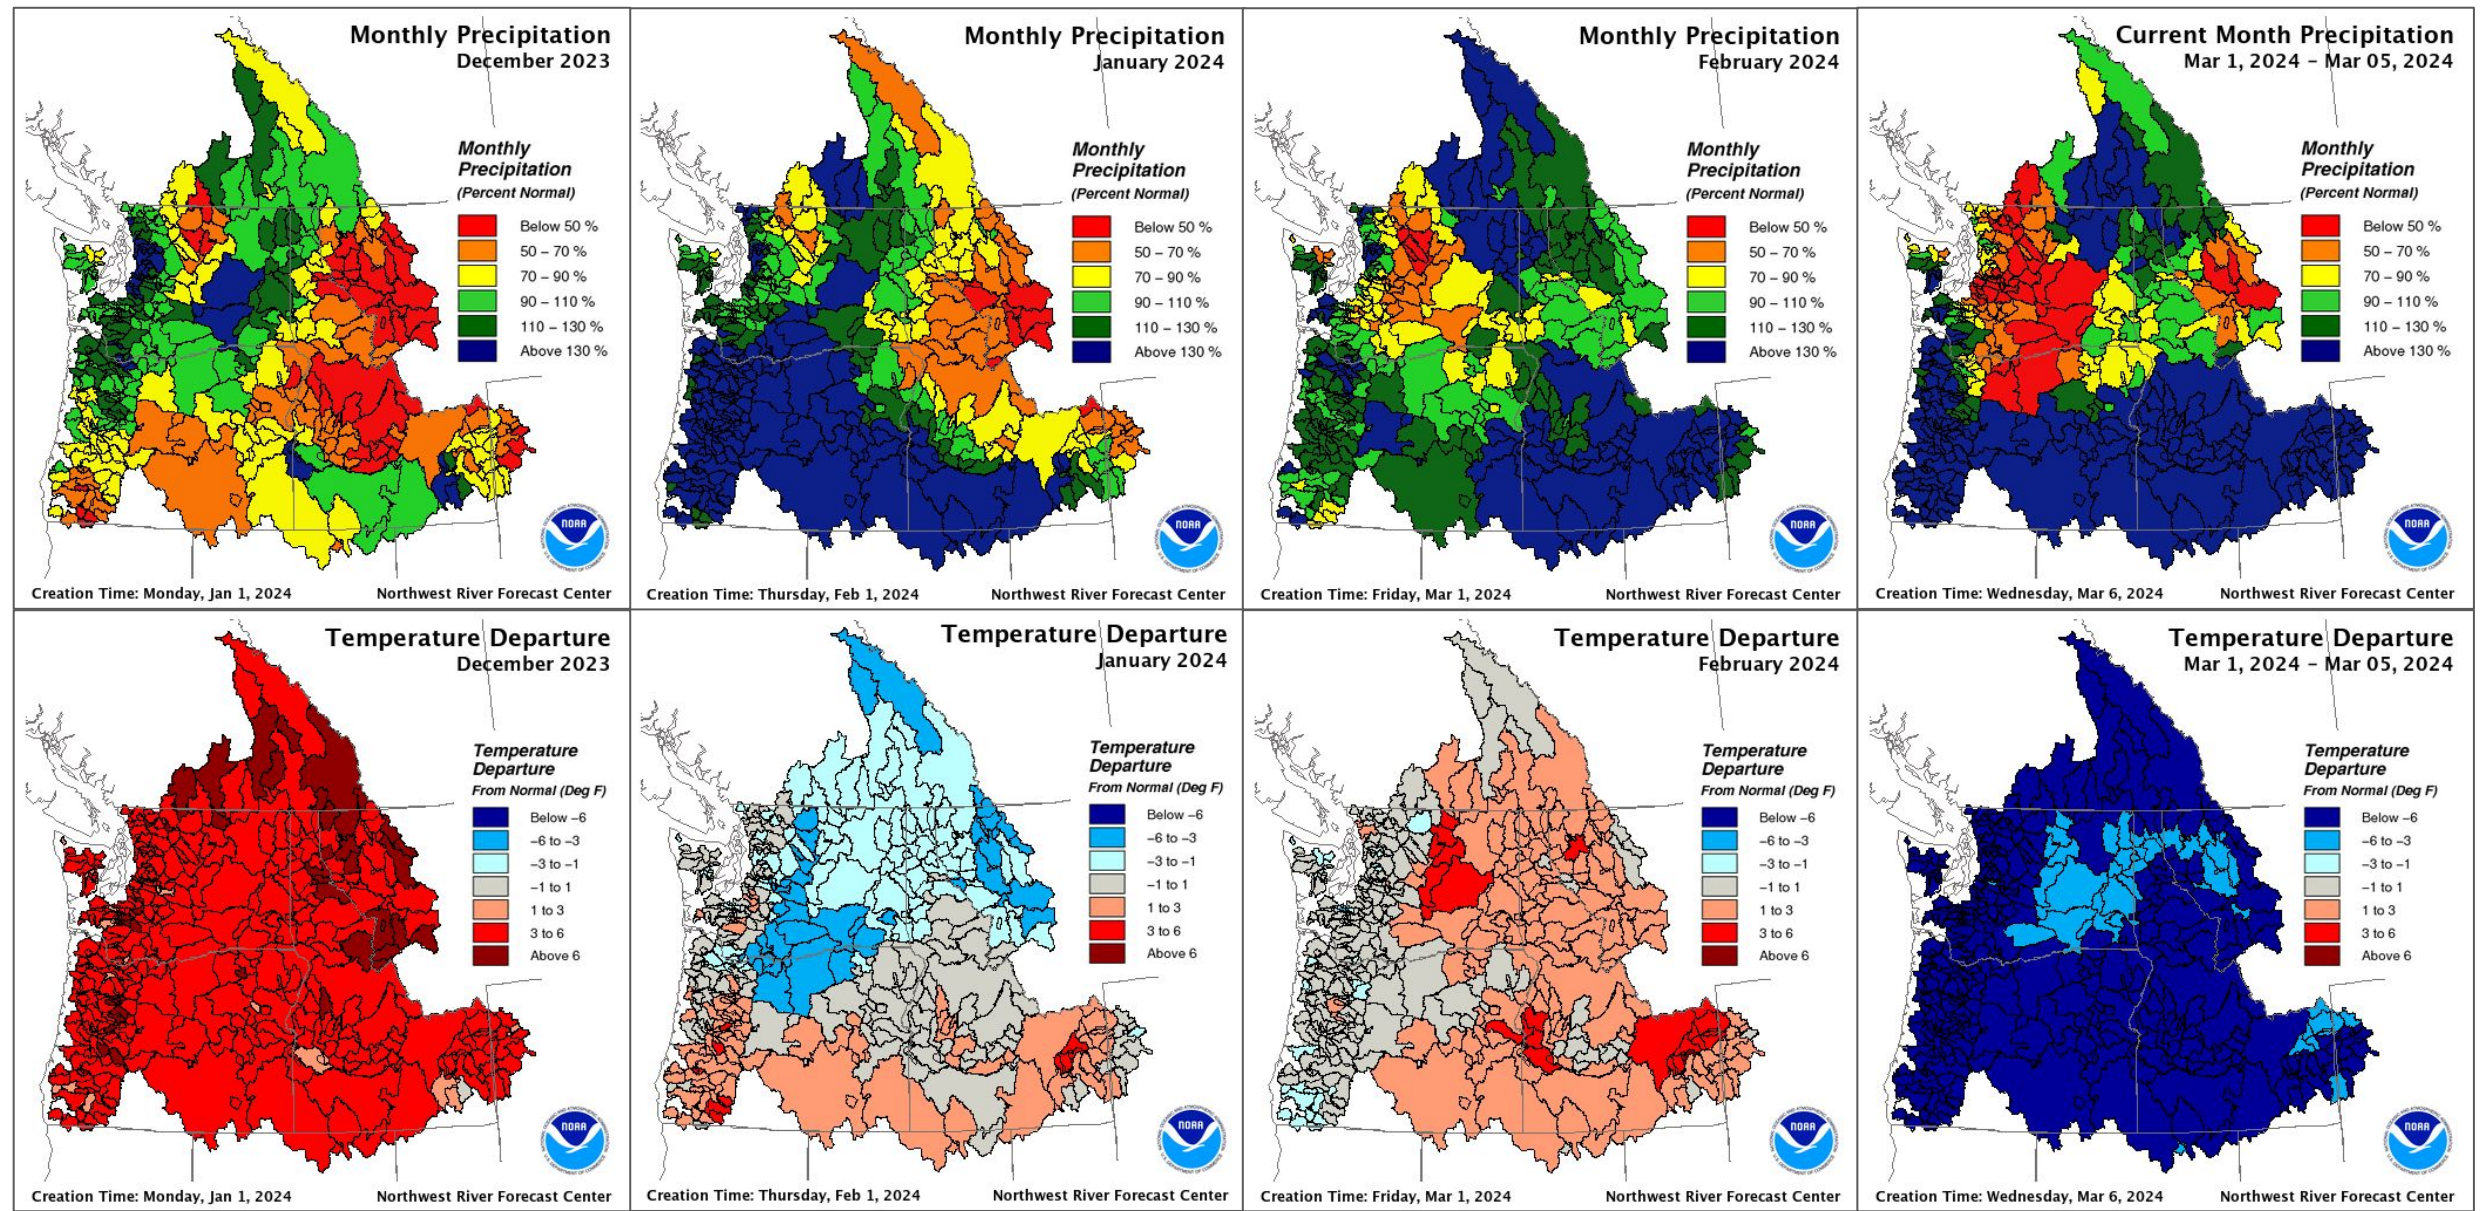 Monthly Precipitation
December 2023
Monthly
Precipitation
(Percent Normal)
Below 50 %
50 – 70 %
70 – 90 %
90 – 110 %
110 – 130 %
Above 130 %
NOAA
Creation Time: Monday, Jan 1, 2024
Northwest River Forecast Center
Monthly Precipitation
January 2024
Monthly
Precipitation
(Percent Normal)
Below 50 %
50 – 70 %
70 – 90 %
90 – 110 %
110 – 130 %
Above 130 %
NOAA
Creation Time: Thursday, Feb 1, 2024
Northwest River Forecast Center
Monthly Precipitation
February 2024
Monthly
Precipitation
(Percent Normal)
Below 50 %
50 – 70 %
70 – 90 %
90 – 110 %
110 – 130 %
Above 130 %
NOAA
Creation Time: Friday, Mar 1, 2024
Northwest River Forecast Center
Current Month Precipitation
Mar 1, 2024 – Mar 05, 2024
Monthly
Precipitation
(Percent Normal)
Below 50 %
50 – 70 %
70 – 90 %
90 – 110 %
110 – 130 %
Above 130 %
NOAA
Creation Time: Wednesday, Mar 6, 2024
Northwest River Forecast Center
Temperature Departure
December 2023
Temperature
Departure
From Normal (Deg F)
Below –6
–6 to –3
–3 to –1
–1 to 1
1 to 3
3 to 6
Above 6
NOAA
Creation Time: Monday, Jan 1, 2024
Northwest River Forecast Center
Temperature Departure
January 2024
Temperature
Departure
From Normal (Deg F)
Below –6
–6 to –3
–3 to –1
–1 to 1
1 to 3
3 to 6
Above 6
NOAA
Creation Time: Thursday, Feb 1, 2024
Northwest River Forecast Center
Temperature Departure
February 2024
Temperature
Departure
From Normal (Deg F)
Below –6
–6 to –3
–3 to –1
–1 to 1
1 to 3
3 to 6
Above 6
NOAA
Creation Time: Friday, Mar 1, 2024
Northwest River Forecast Center
Temperature Departure
Mar 1, 2024 – Mar 05, 2024
Temperature
Departure
From Normal (Deg F)
Below –6
–6 to –3
–3 to –1
–1 to 1
1 to 3
3 to 6
Above 6
NOAA
Creation Time: Wednesday, Mar 6, 2024
Northwest River Forecast Center